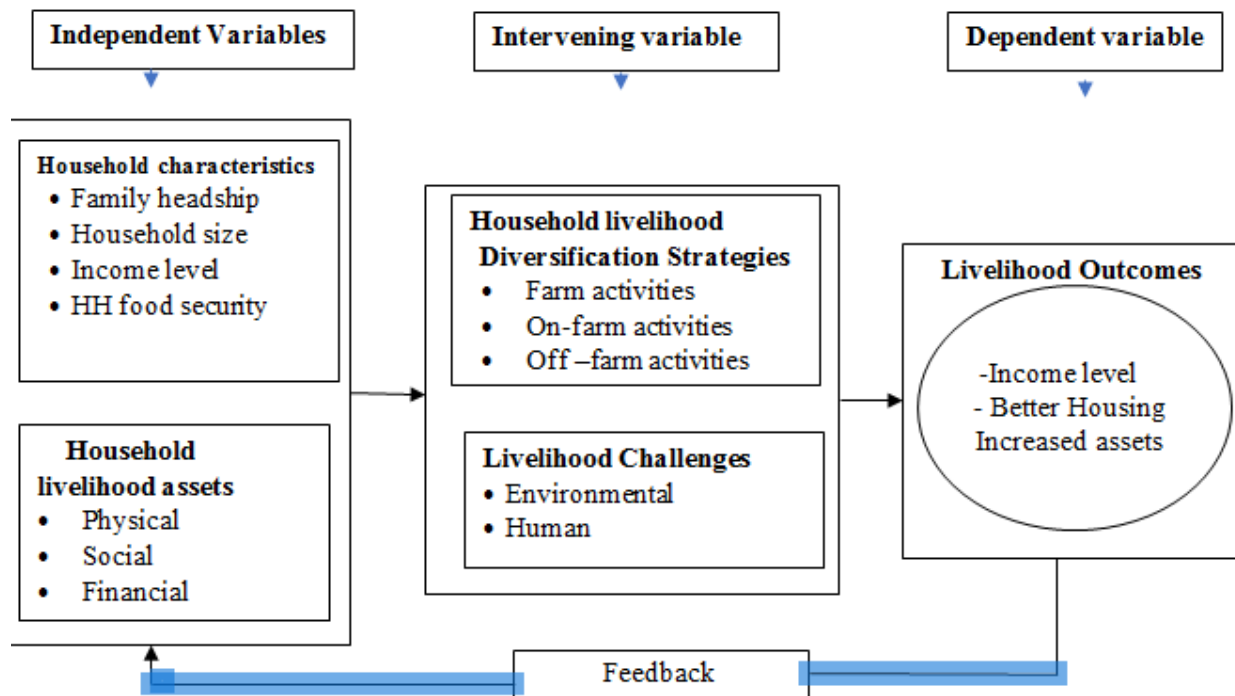 Independent Variables
Intervening variable
Dependent variable
Household characteristics
• Family headship
• Household size
• Income level
• HH food security
Household
livelihood assets
• Physical
• Social
• Financial
Household livelihood
Diversification Strategies
• Farm activities
• On-farm activities
• Off –farm activities
Livelihood Challenges
• Environmental
• Human
Livelihood Outcomes
-Income level
- Better Housing
Increased assets
Feedback